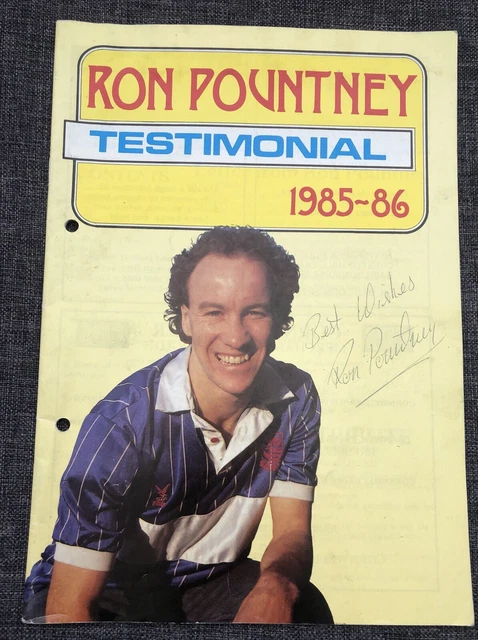 RON POUNTNEY
TESTIMONIAL
1985~86
Best Wishes
Ron Pountney